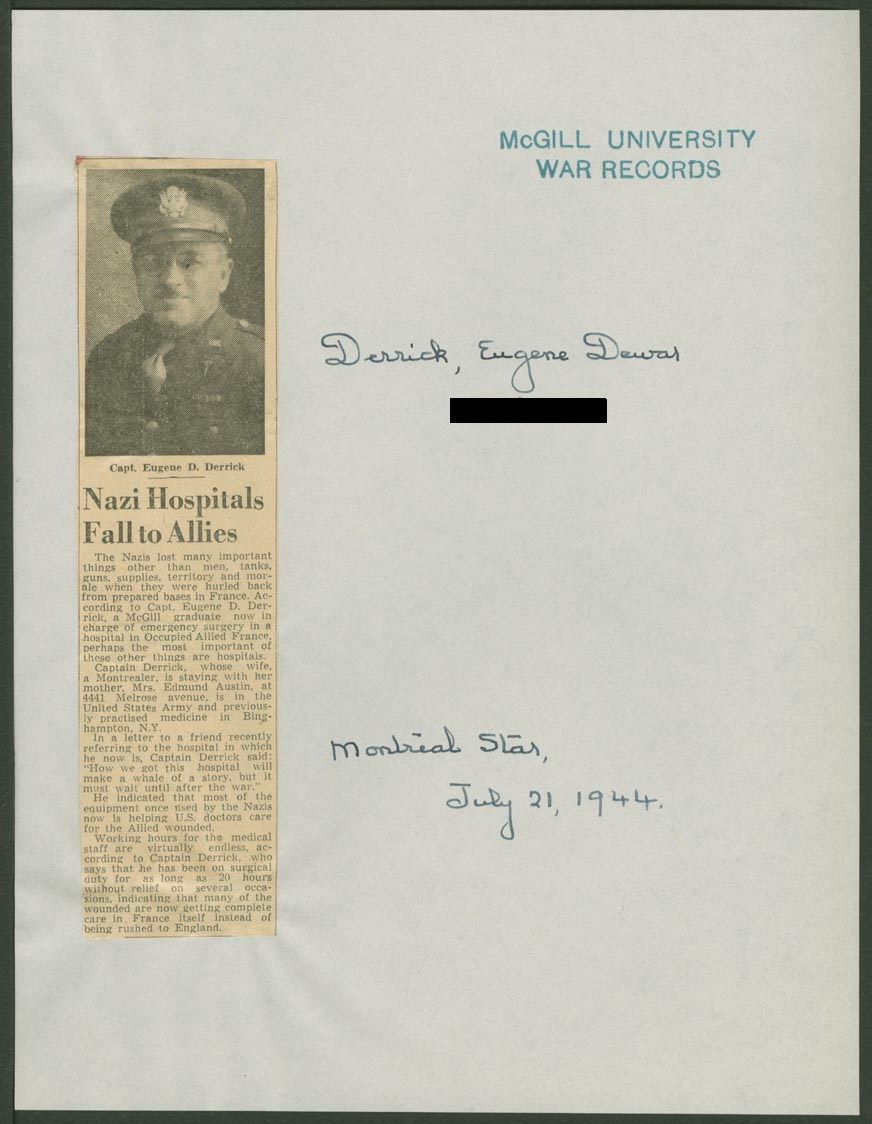 McGILL UNIVERSITY
WAR RECORDS
Derrick, Eugene Dewar
Capt. Eugene D. Derrick
Nazi Hospitals
Fall to Allies
The Nazis lost many important
things other than men, tanks,
guns, supplies, territory and mor-
ale when they were hurled back
from prepared bases in France. Ac-
cording to Capt. Eugene D. Der-
rick, a McGill graduate now in
charge of emergency surgery in a
hospital in Occupied Allied France,
perhaps the most important of
these other things are hospitals.
Captain Derrick, whose wife,
a Montrealer, is staying with her
mother, Mrs. Edmund Austin, at
4441 Melrose avenue, is in the
United States Army and previous-
ly practised medicine in Bing-
hampton, N.Y.
In a letter to a friend recently
referring to the hospital in which
he now is, Captain Derrick said:
"How we got this hospital will
make a whale of a story, but it
must wait until after the war."
He indicated that most of the
equipment once used by the Nazis
now is helping U.S. doctors care
for the Allied wounded.
Working hours for the medical
staff are virtually endless, ac-
cording to Captain Derrick, who
says that he has been on surgical
duty for as long as 20 hours
without relief on several occa-
sions, indicating that many of the
wounded are now getting complete
care in France itself instead of
being rushed to England.
Montreal Star,
July 21, 1944.